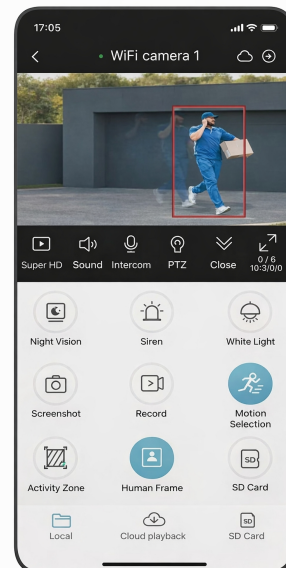 17:05
WiFi camera 1
Super HD
Sound
Intercom
PTZ
Close
0 / 6
10:3/0/0
Night Vision
Siren
White Light
Screenshot
Record
Motion
Selection
Activity Zone
Human Frame
SD
SD Card
Local
Cloud playback
SD
SD Card